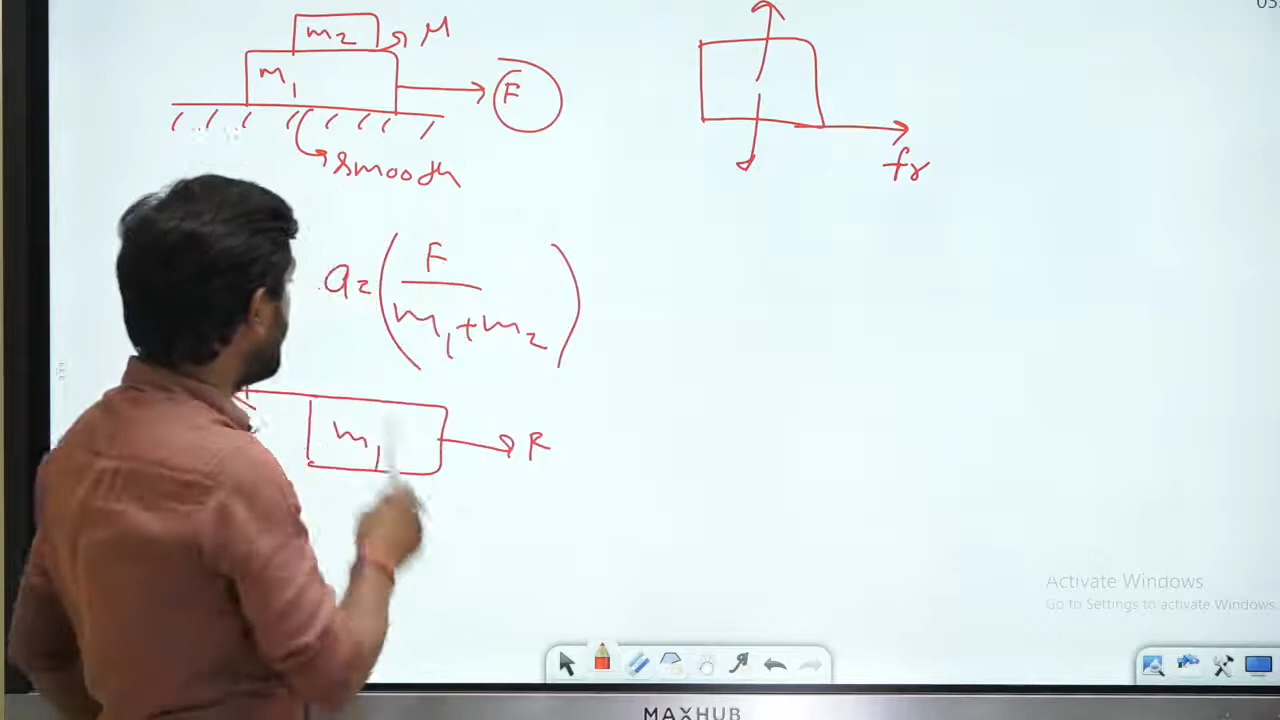 m2
μ
m1
F
smooth
fr
a = (F / m1+m2)
m1
F
Activate Windows
Go to Settings to activate Windows.
MAXHUB